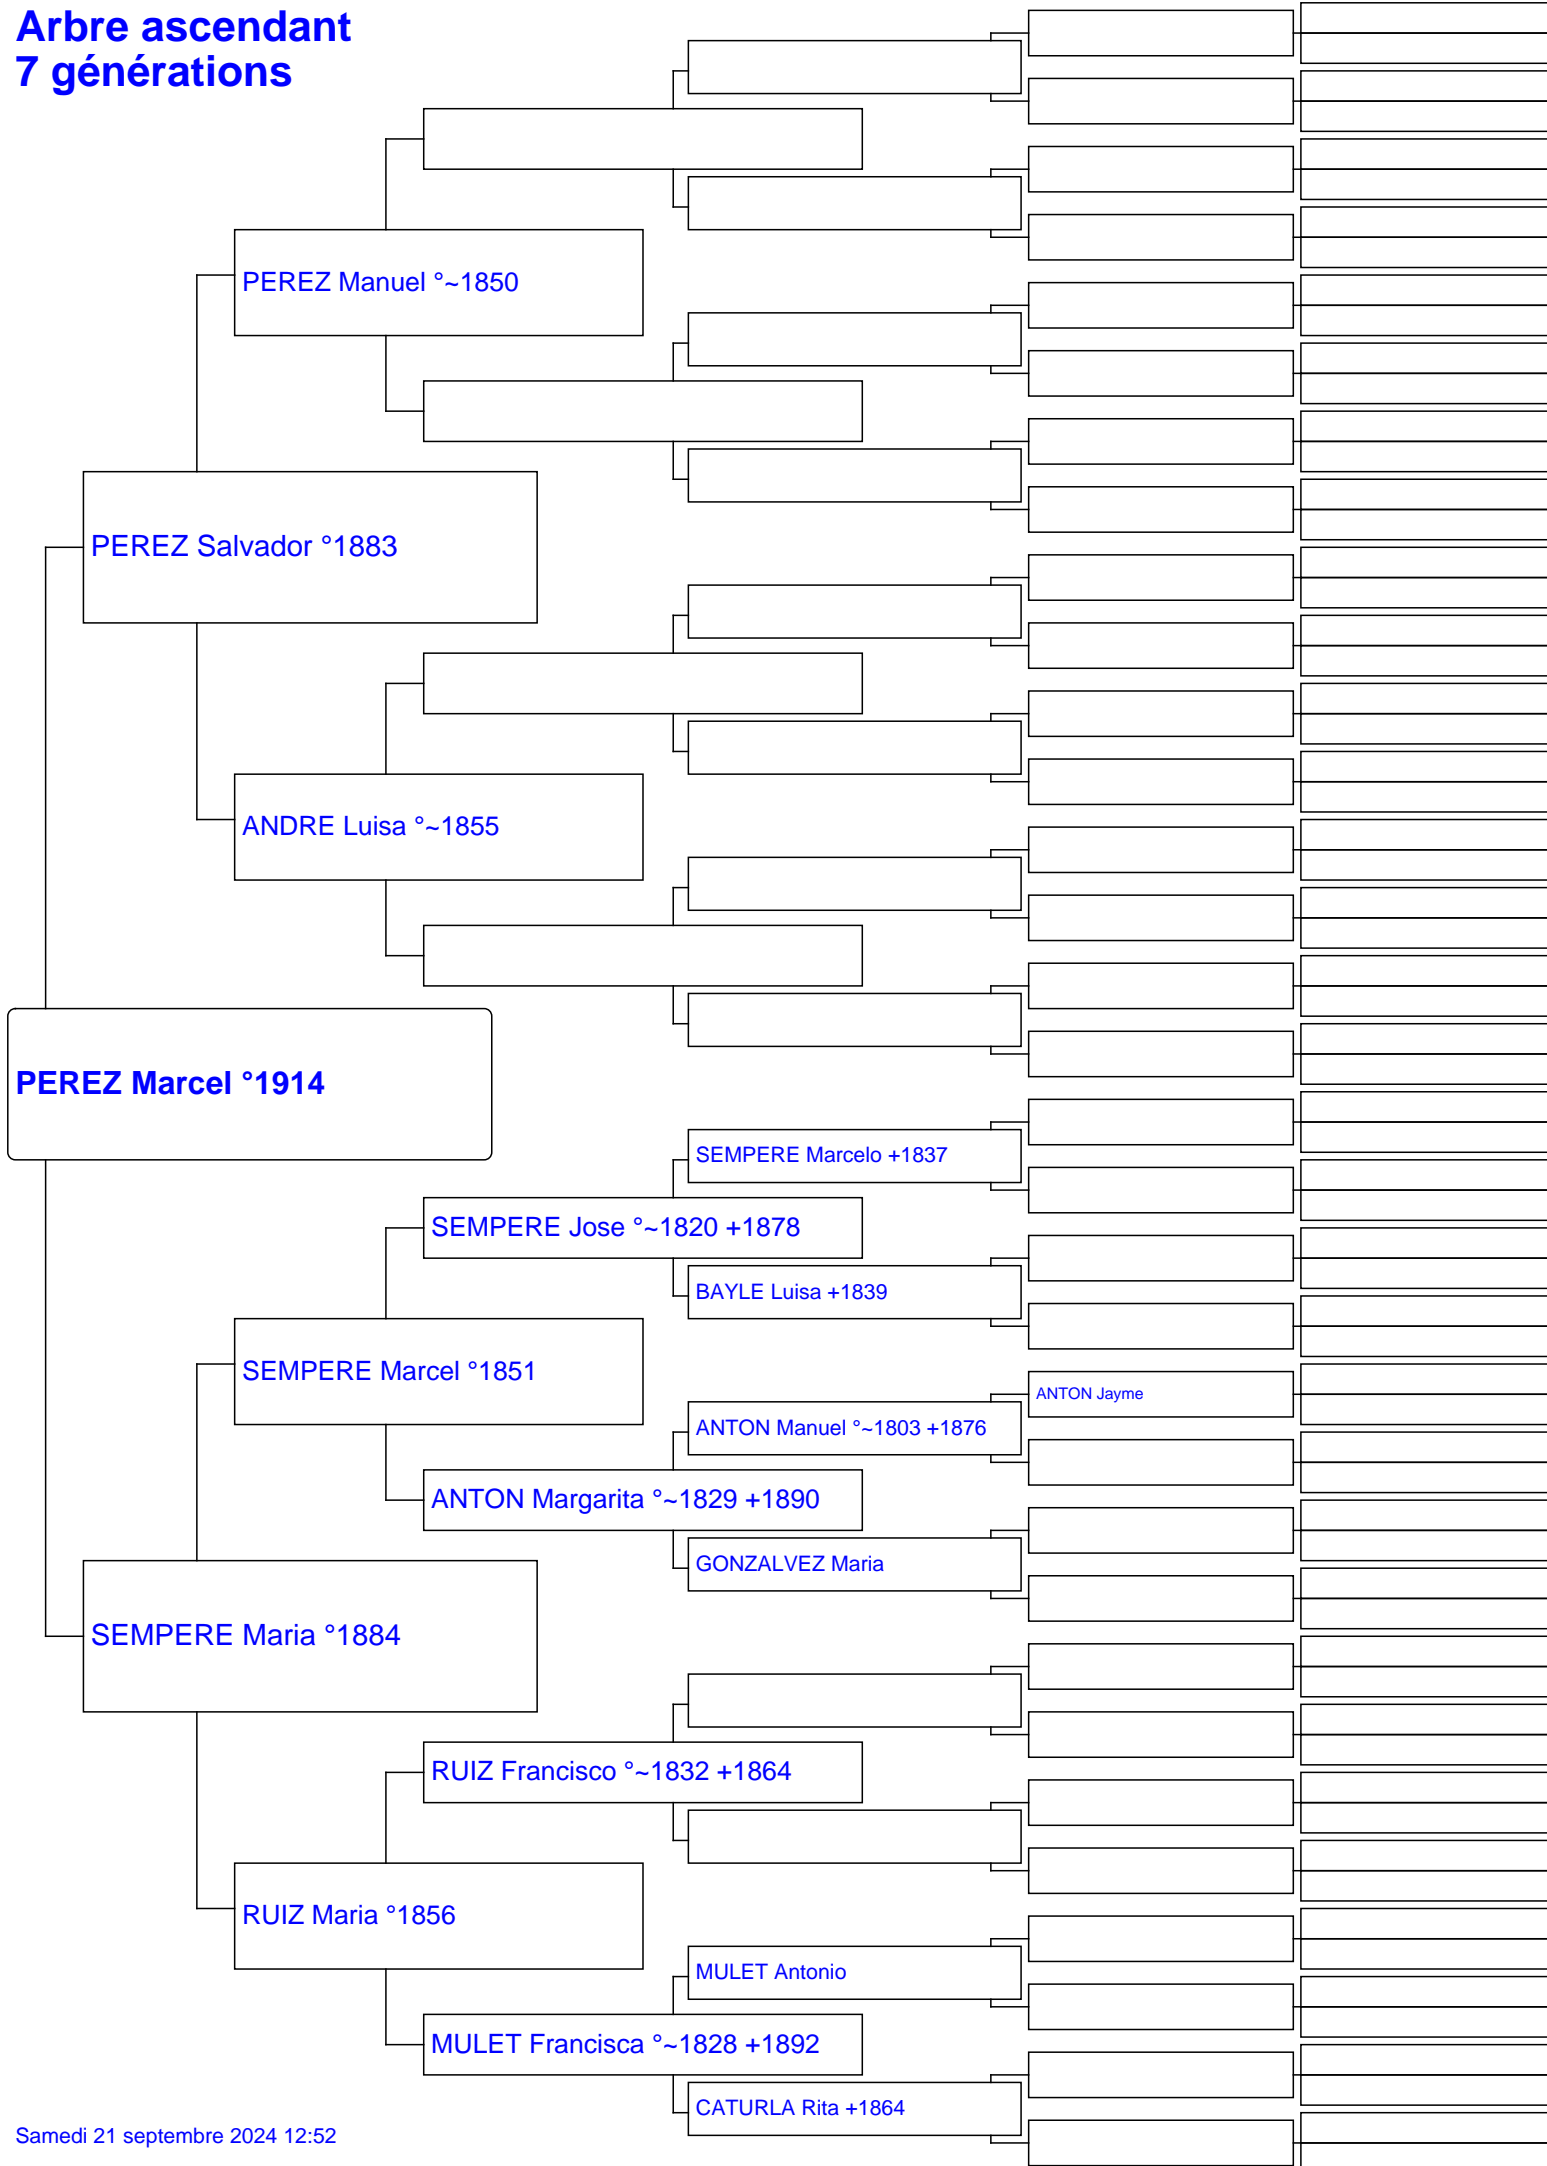 Arbre ascendant
7 générations
PEREZ Manuel °~1850
PEREZ Salvador °1883
ANDRE Luisa °~1855
PEREZ Marcel °1914
SEMPERE Marcelo +1837
SEMPERE Jose °~1820 +1878
BAYLE Luisa +1839
SEMPERE Marcel °1851
ANTON Jayme
ANTON Manuel °~1803 +1876
ANTON Margarita °~1829 +1890
GONZALVEZ Maria
SEMPERE Maria °1884
RUIZ Francisco °~1832 +1864
RUIZ Maria °1856
MULET Antonio
MULET Francisca °~1828 +1892
CATURLA Rita +1864
Samedi 21 septembre 2024 12:52